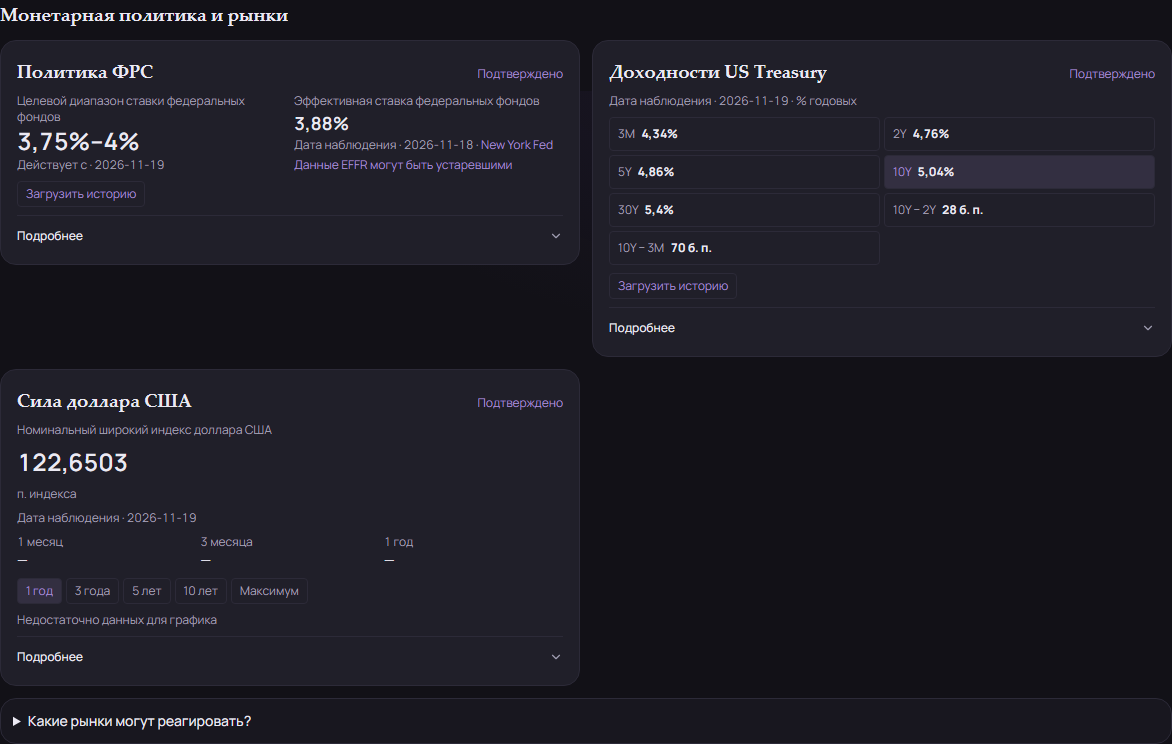 Монетарная политика и рынки
Политика ФРС
Подтверждено
Целевой диапазон ставки федеральных
фондов
3,75%–4%
Действует с · 2026-11-19
Эффективная ставка федеральных фондов
3,88%
Дата наблюдения · 2026-11-18 · New York Fed
Данные EFFR могут быть устаревшими
Загрузить историю
Подробнее
Доходности US Treasury
Подтверждено
Дата наблюдения · 2026-11-19 · % годовых
3M 4,34%
2Y 4,76%
5Y 4,86%
10Y 5,04%
30Y 5,4%
10Y − 2Y 28 б. п.
10Y − 3M 70 б. п.
Загрузить историю
Подробнее
Сила доллара США
Подтверждено
Номинальный широкий индекс доллара США
122,6503
п. индекса
Дата наблюдения · 2026-11-19
1 месяц
—
3 месяца
—
1 год
—
1 год 3 года 5 лет 10 лет Максимум
Недостаточно данных для графика
Подробнее
Какие рынки могут реагировать?